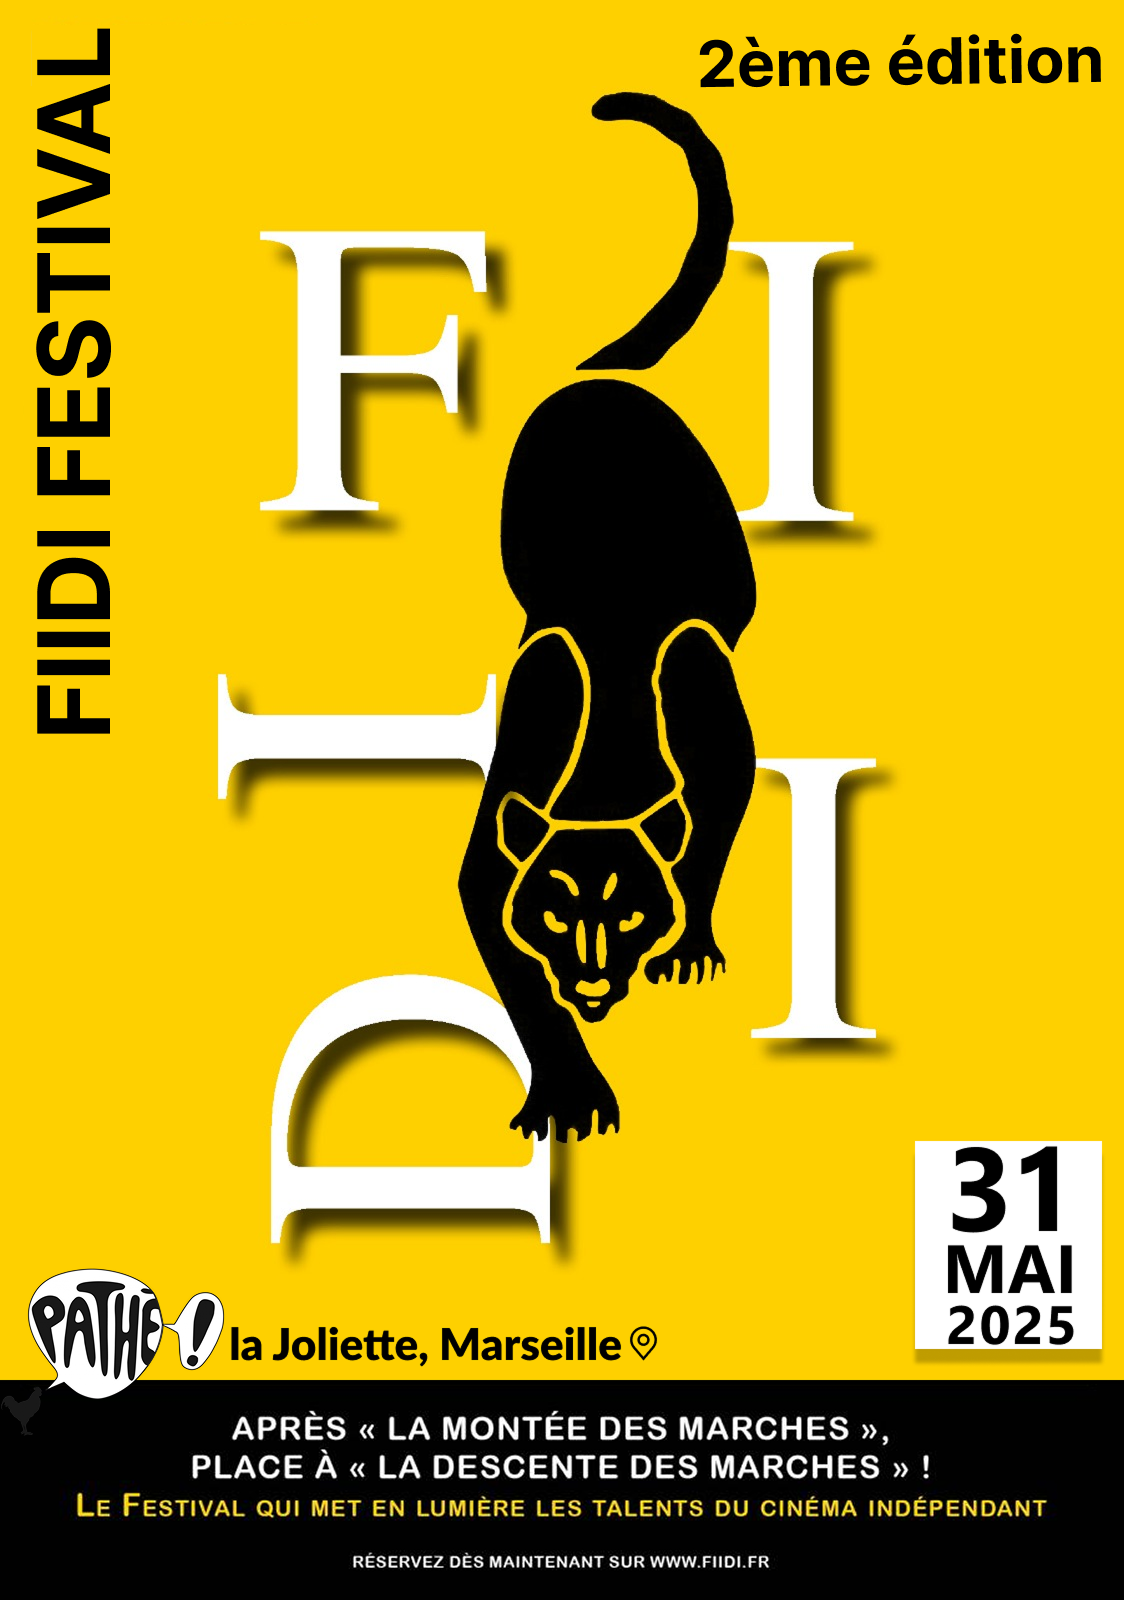 FIIDI FESTIVAL
2ème édition
F I
I I
D
31
MAI
2025
PATHÉ !
la Joliette, Marseille
APRÈS « LA MONTÉE DES MARCHES »,
PLACE À « LA DESCENTE DES MARCHES » !
LE FESTIVAL QUI MET EN LUMIÈRE LES TALENTS DU CINÉMA INDÉPENDANT
RÉSERVEZ DÈS MAINTENANT SUR WWW.FIIDI.FR